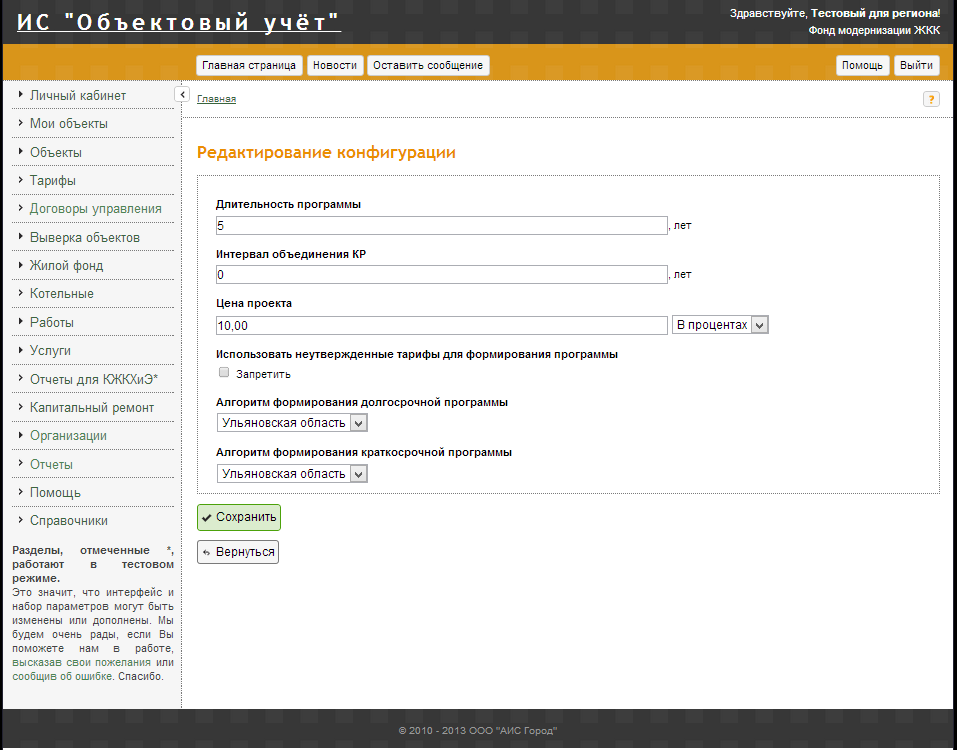 ИС "Объектовый учёт"
Здравствуйте, Тестовый для региона!
Фонд модернизации ЖКК
Главная страница
Новости
Оставить сообщение
Помощь
Выйти
Личный кабинет
Мои объекты
Объекты
Тарифы
Договоры управления
Выверка объектов
Жилой фонд
Котельные
Работы
Услуги
Отчеты для КЖКХиЭ*
Капитальный ремонт
Организации
Отчеты
Помощь
Справочники
Разделы, отмеченные *,
работают в тестовом
режиме.
Это значит, что интерфейс и
набор параметров могут быть
изменены или дополнены. Мы
будем очень рады, если Вы
поможете нам в работе,
высказав свои пожелания или
сообщив об ошибке. Спасибо.
Главная
?
Редактирование конфигурации
Длительность программы
5 , лет
Интервал объединения КР
0 , лет
Цена проекта
10,00 В процентах
Использовать неутвержденные тарифы для формирования программы
Запретить
Алгоритм формирования долгосрочной программы
Ульяновская область
Алгоритм формирования краткосрочной программы
Ульяновская область
Сохранить
Вернуться
© 2010 - 2013 ООО "АИС Город"